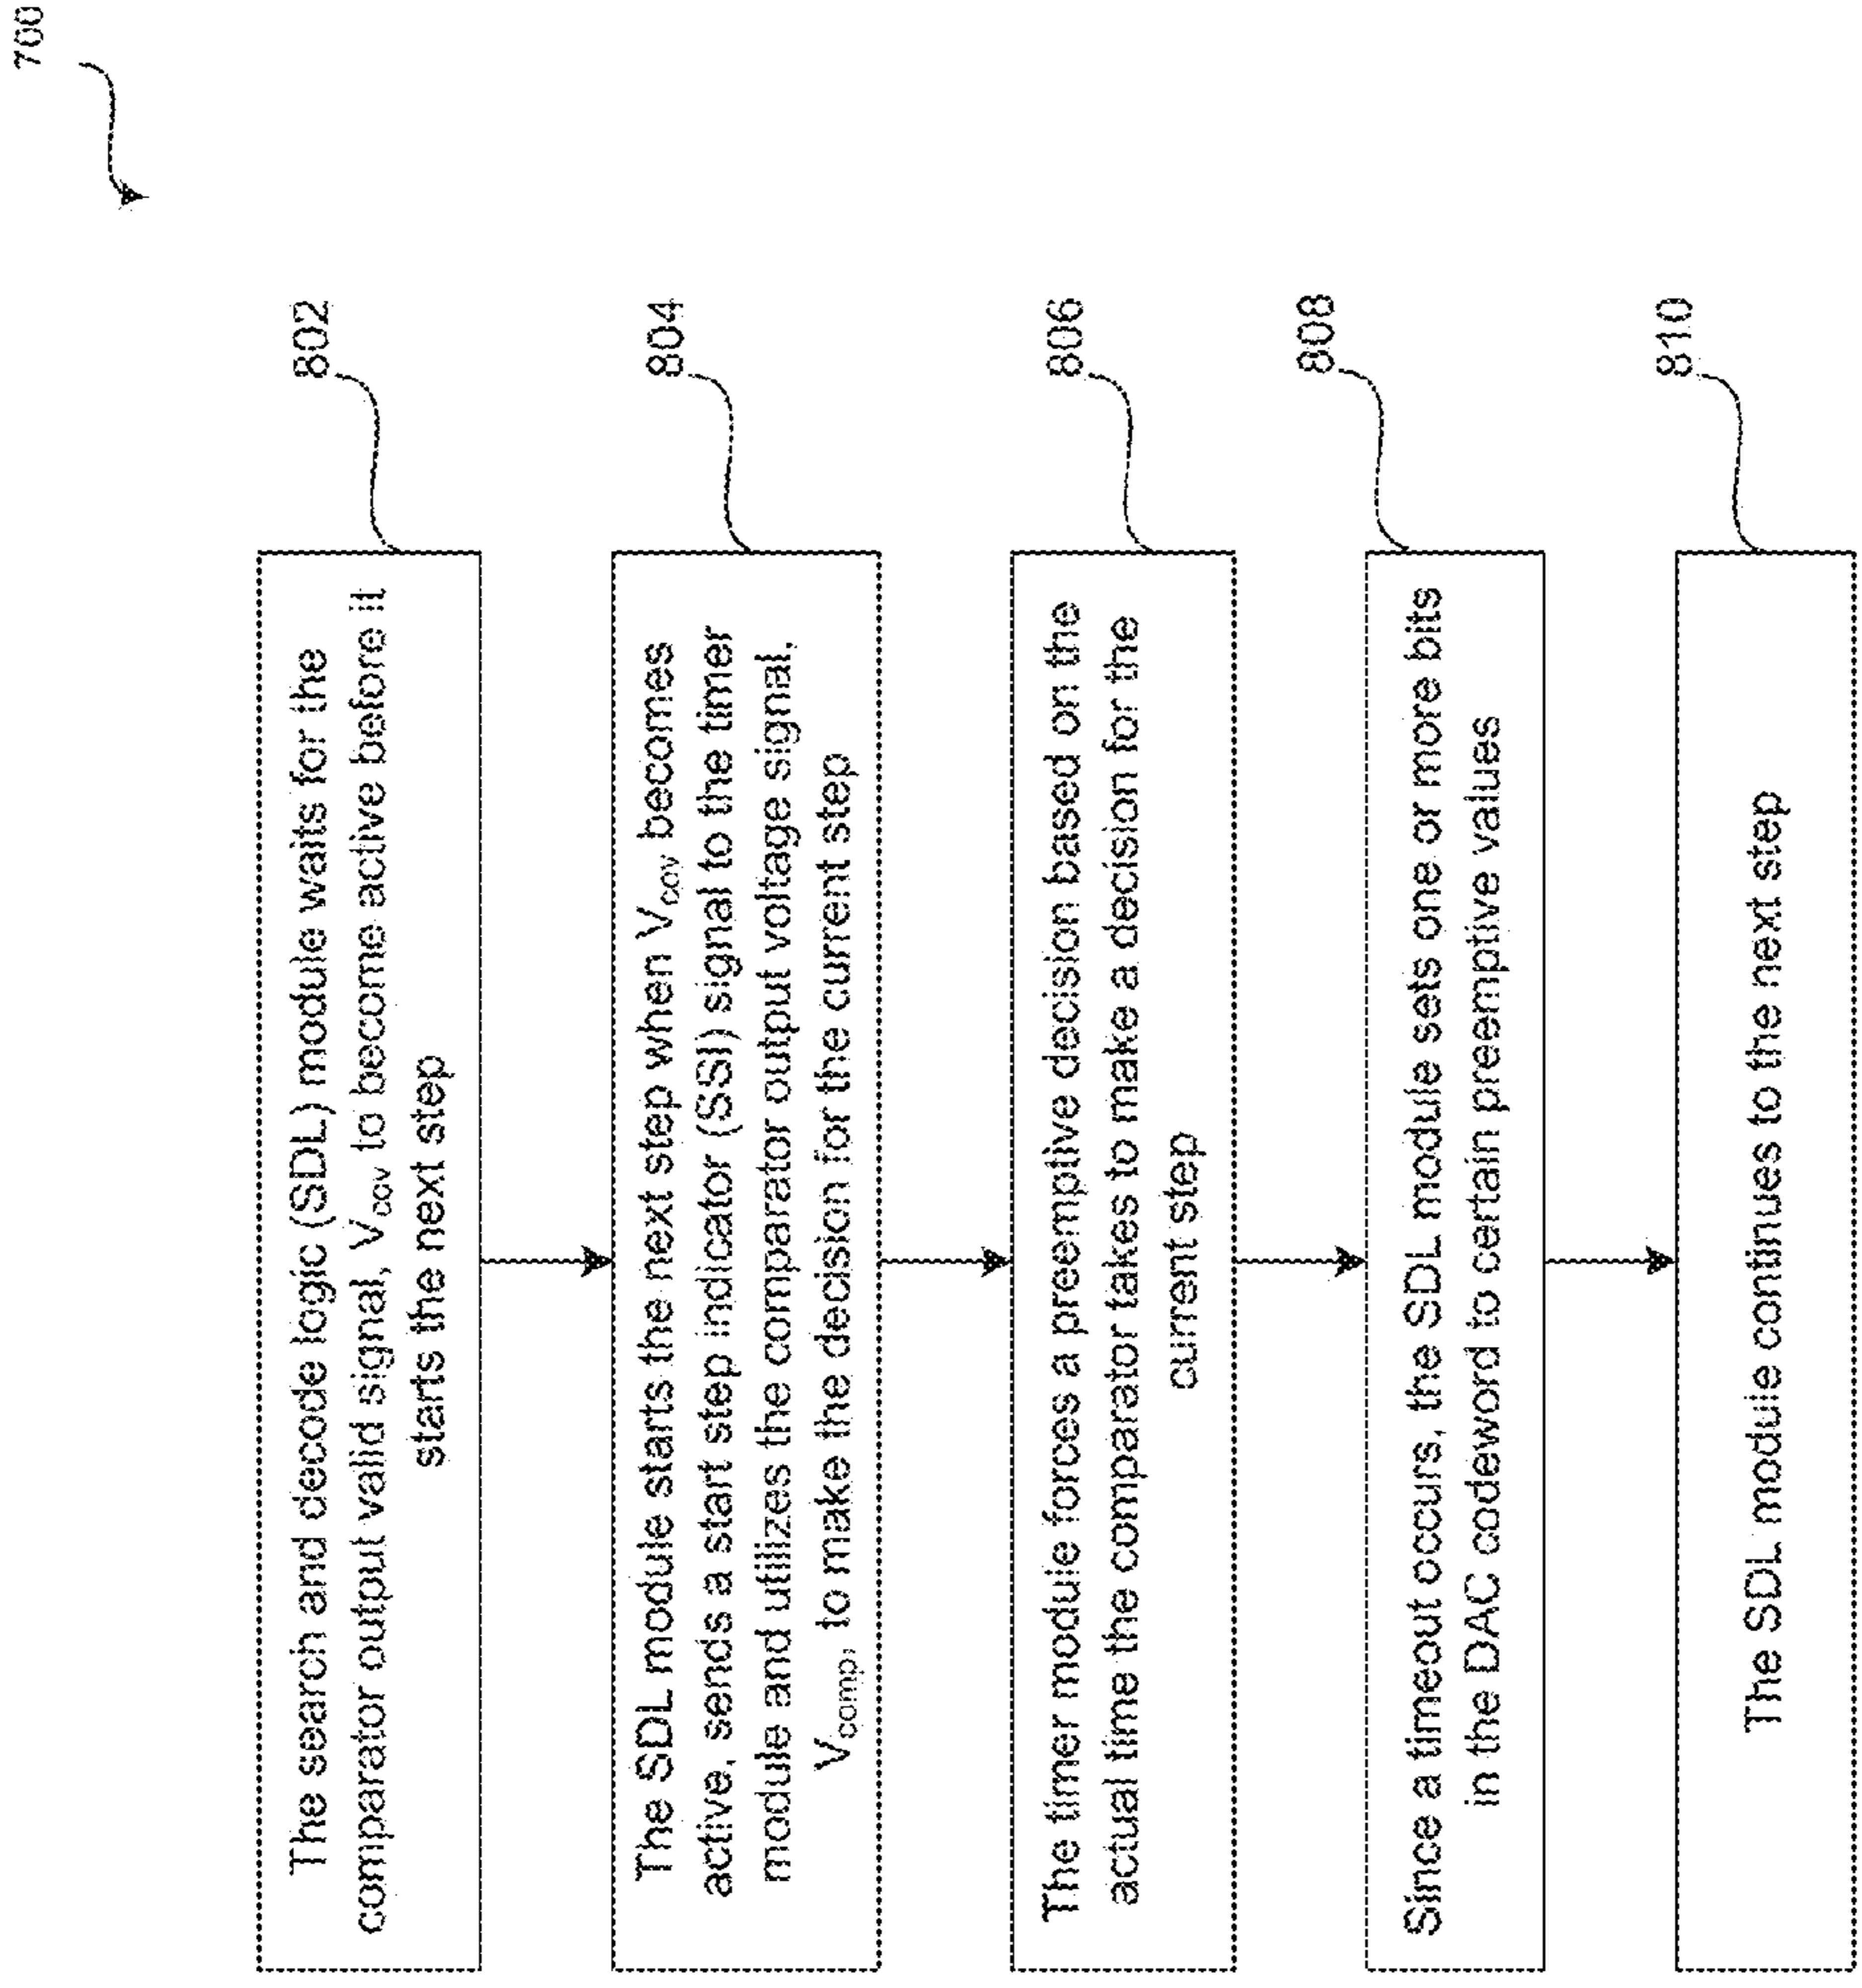 700
802
The search and decode logic (SDL) module waits for the
comparator output valid signal, Vcov to become active before it
starts the next step
804
The SDL module starts the next step when Vcov becomes
active, sends a start step indicator (SSI) signal to the timer
module and utilizes the comparator output voltage signal,
Vcomp, to make the decision for the current step
806
The timer module forces a preemptive decision based on the
actual time the comparator takes to make a decision for the
current step
808
Since a timeout occurs, the SDL module sets one or more bits
in the DAC codeword to certain preemptive values
810
The SDL module continues to the next step